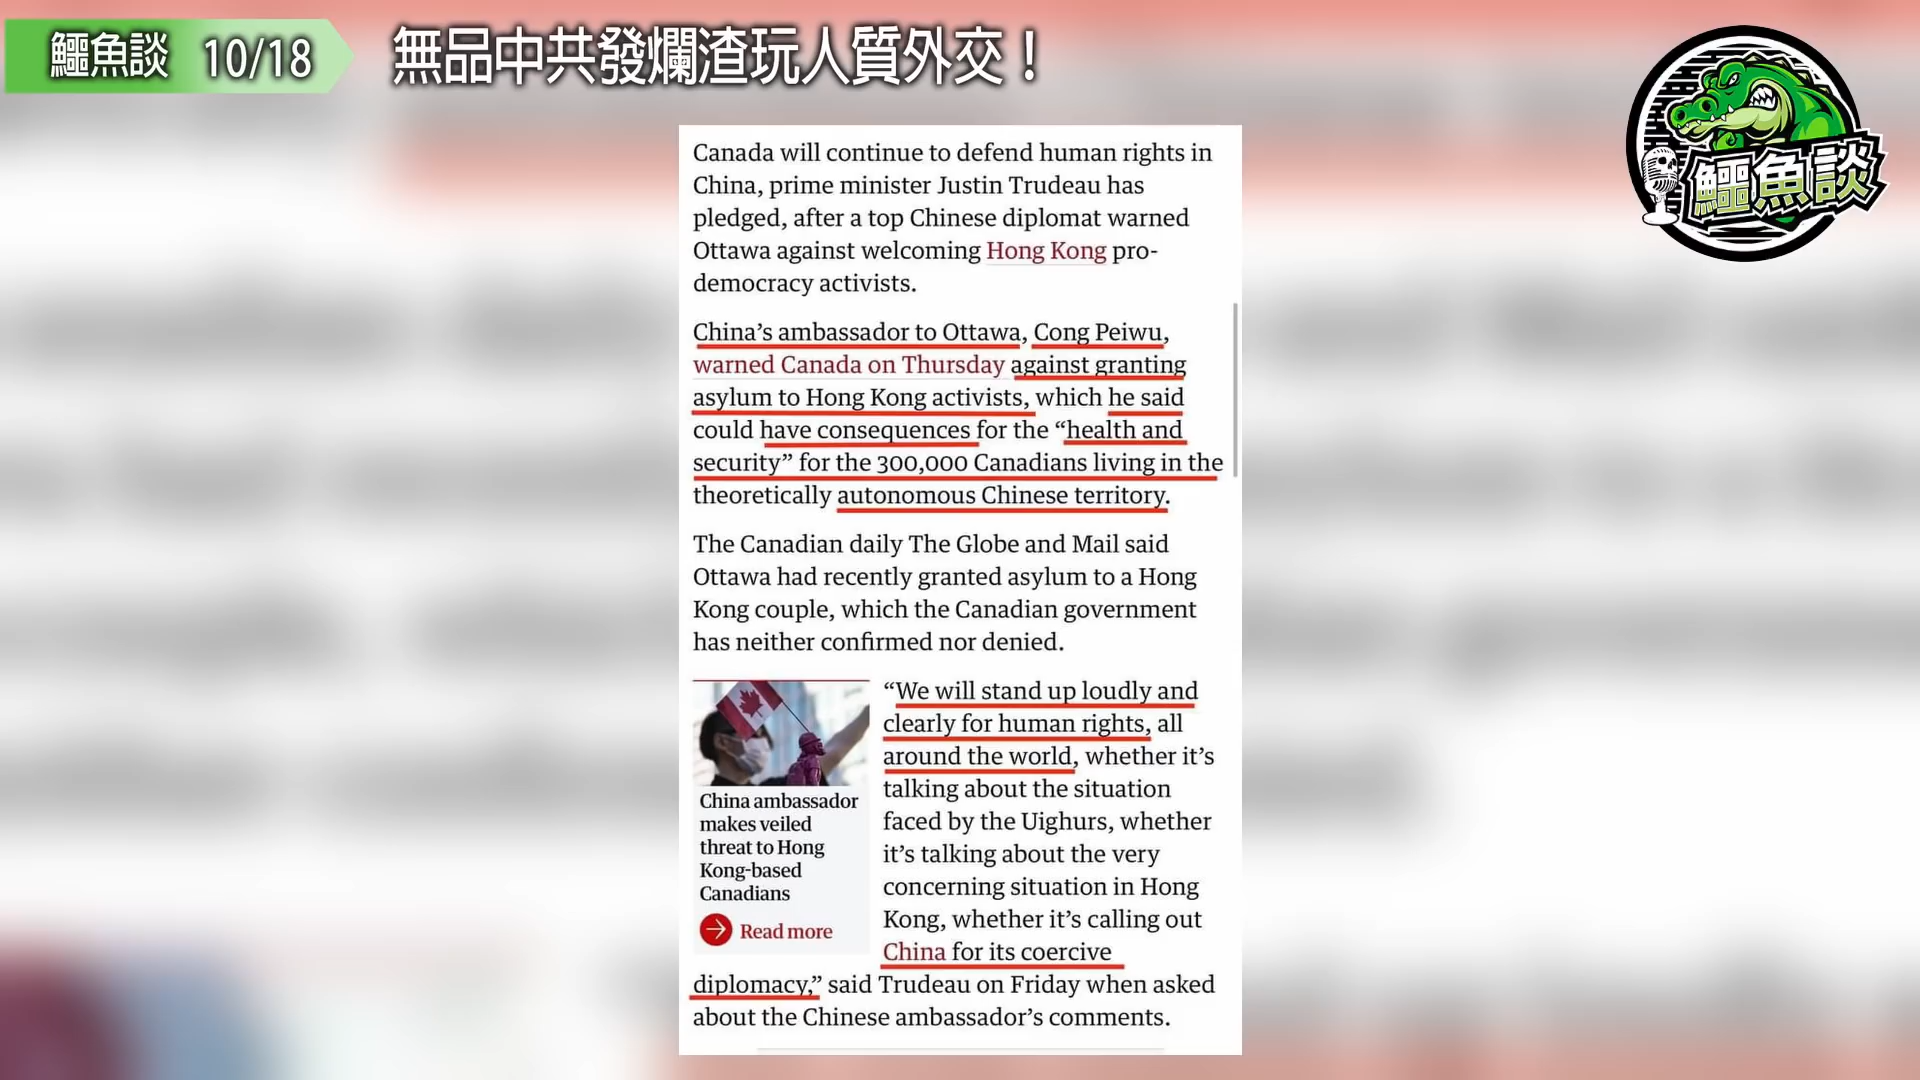 鱷魚談 10/18 無品中共發爛渣玩人質外交！
鱷魚談
Canada will continue to defend human rights in
China, prime minister Justin Trudeau has
pledged, after a top Chinese diplomat warned
Ottawa against welcoming Hong Kong pro-
democracy activists.
China’s ambassador to Ottawa, Cong Peiwu,
warned Canada on Thursday against granting
asylum to Hong Kong activists, which he said
could have consequences for the “health and
security” for the 300,000 Canadians living in the
theoretically autonomous Chinese territory.
The Canadian daily The Globe and Mail said
Ottawa had recently granted asylum to a Hong
Kong couple, which the Canadian government
has neither confirmed nor denied.
China ambassador
makes veiled
threat to Hong
Kong-based
Canadians
Read more
“We will stand up loudly and
clearly for human rights, all
around the world, whether it’s
talking about the situation
faced by the Uighurs, whether
it’s talking about the very
concerning situation in Hong
Kong, whether it’s calling out
China for its coercive
diplomacy,” said Trudeau on Friday when asked
about the Chinese ambassador’s comments.